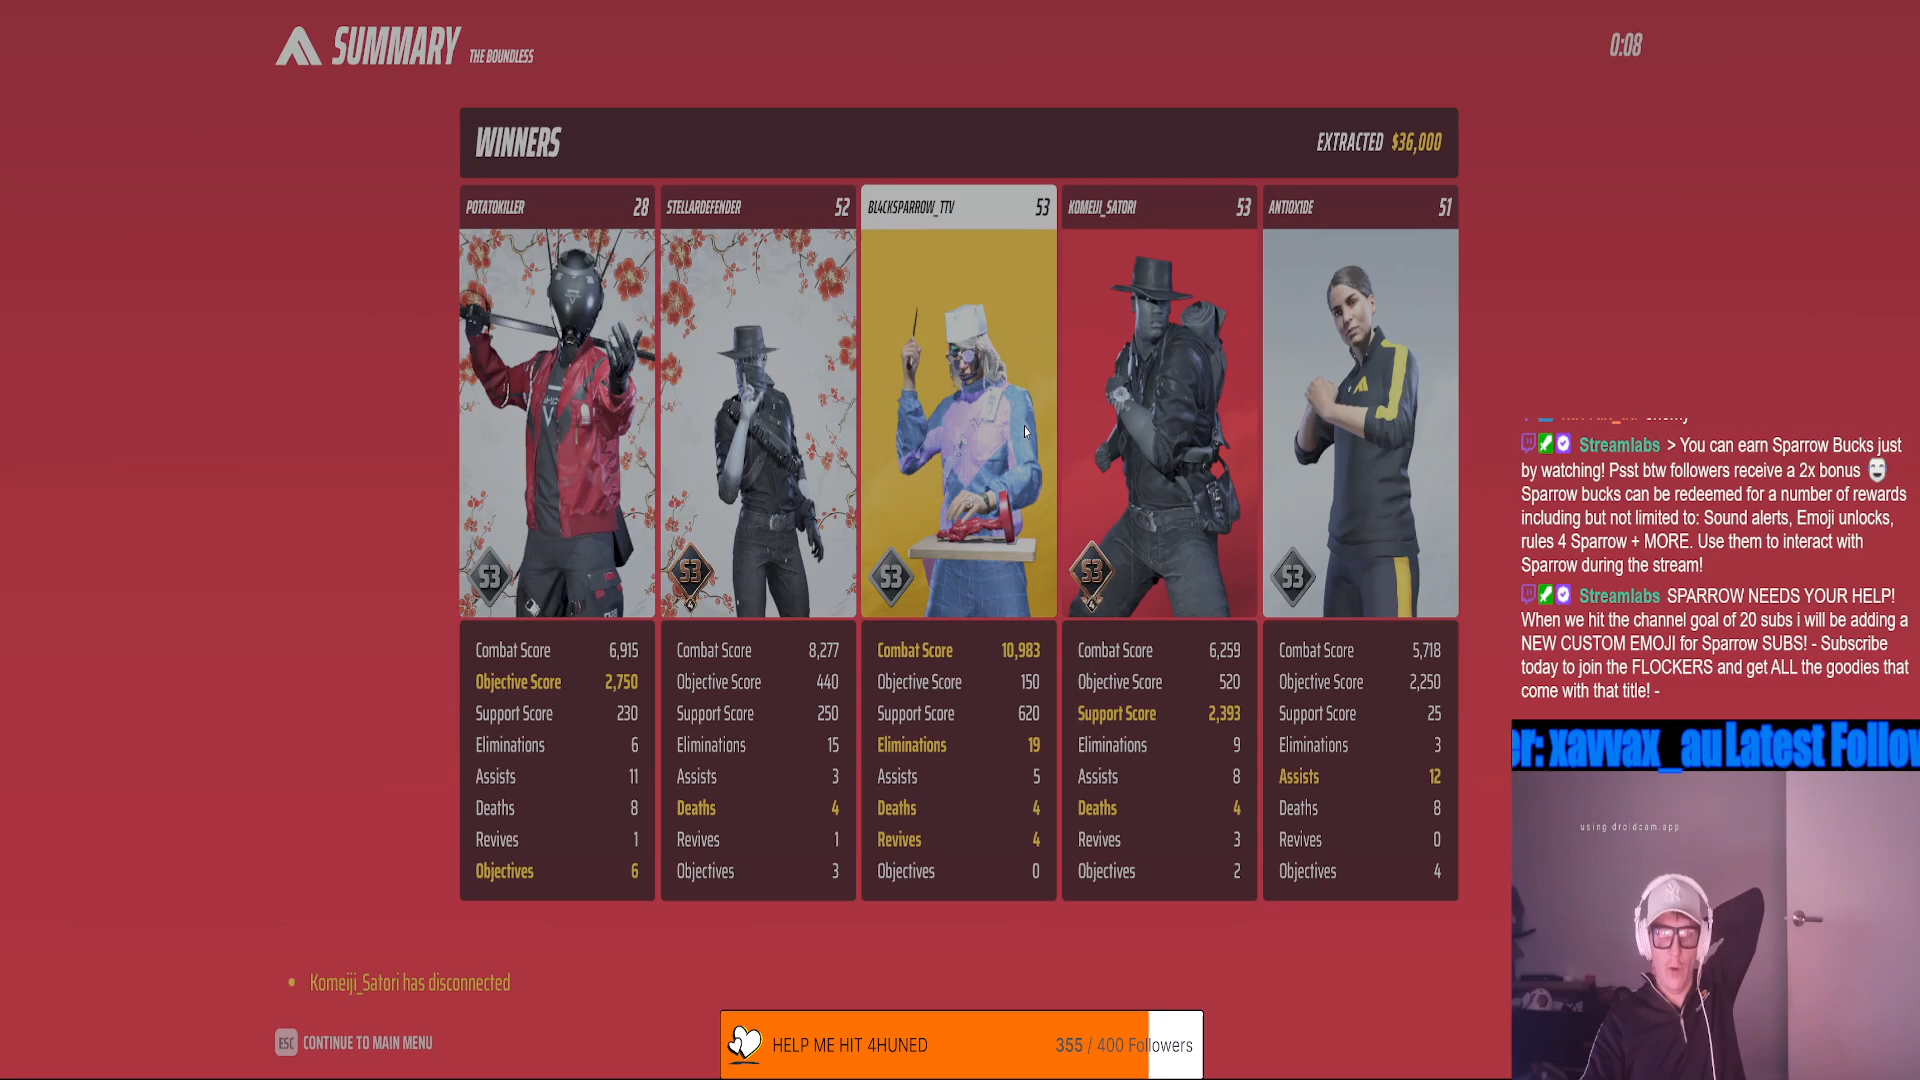 SUMMARY THE BOUNDLESS
0:08
WINNERS
EXTRACTED $36,000
POTATOKILLER 28
STELLARDEFENDER 52
BL4CKSPARROW_TTV 53
KOMEIJI_SATORI 53
ANTIOXIDE 51
S3
S3
4
S3
S3
4
S3
Combat Score 6,915
Objective Score 2,750
Support Score 230
Eliminations 6
Assists 11
Deaths 8
Revives 1
Objectives 6
Combat Score 8,277
Objective Score 440
Support Score 250
Eliminations 15
Assists 3
Deaths 4
Revives 1
Objectives 3
Combat Score 10,983
Objective Score 150
Support Score 620
Eliminations 19
Assists 5
Deaths 4
Revives 4
Objectives 0
Combat Score 6,259
Objective Score 520
Support Score 2,393
Eliminations 9
Assists 8
Deaths 4
Revives 3
Objectives 2
Combat Score 5,718
Objective Score 2,250
Support Score 25
Eliminations 3
Assists 12
Deaths 8
Revives 0
Objectives 4
Komeiji_Satori has disconnected
ESC CONTINUE TO MAIN MENU
HELP ME HIT 4HUNED 355 / 400 Followers
Streamlabs > You can earn Sparrow Bucks just
by watching! Psst btw followers receive a 2x bonus
Sparrow bucks can be redeemed for a number of rewards
including but not limited to: Sound alerts, Emoji unlocks,
rules 4 Sparrow + MORE. Use them to interact with
Sparrow during the stream!
Streamlabs SPARROW NEEDS YOUR HELP!
When we hit the channel goal of 20 subs i will be adding a
NEW CUSTOM EMOJI for Sparrow SUBS! - Subscribe
today to join the FLOCKERS and get ALL the goodies that
come with that title! -
er: xavvax_au Latest Follow
using droidcam.app